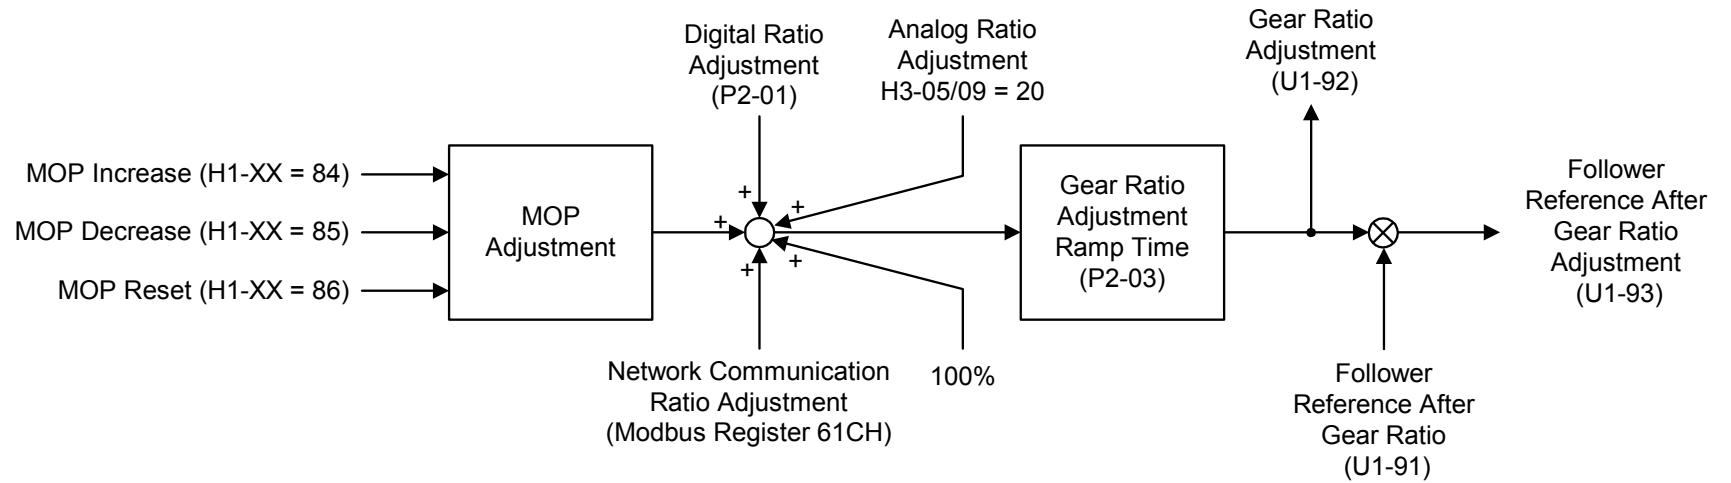 Digital Ratio
Adjustment
(P2-01)
Analog Ratio
Adjustment
H3-05/09 = 20
Gear Ratio
Adjustment
(U1-92)
MOP Increase (H1-XX = 84)
MOP Decrease (H1-XX = 85)
MOP Reset (H1-XX = 86)
MOP
Adjustment
+
+
+
+
+
Gear Ratio
Adjustment
Ramp Time
(P2-03)
Follower
Reference After
Gear Ratio
Adjustment
(U1-93)
Network Communication
Ratio Adjustment
(Modbus Register 61CH)
100%
Follower
Reference After
Gear Ratio
(U1-91)